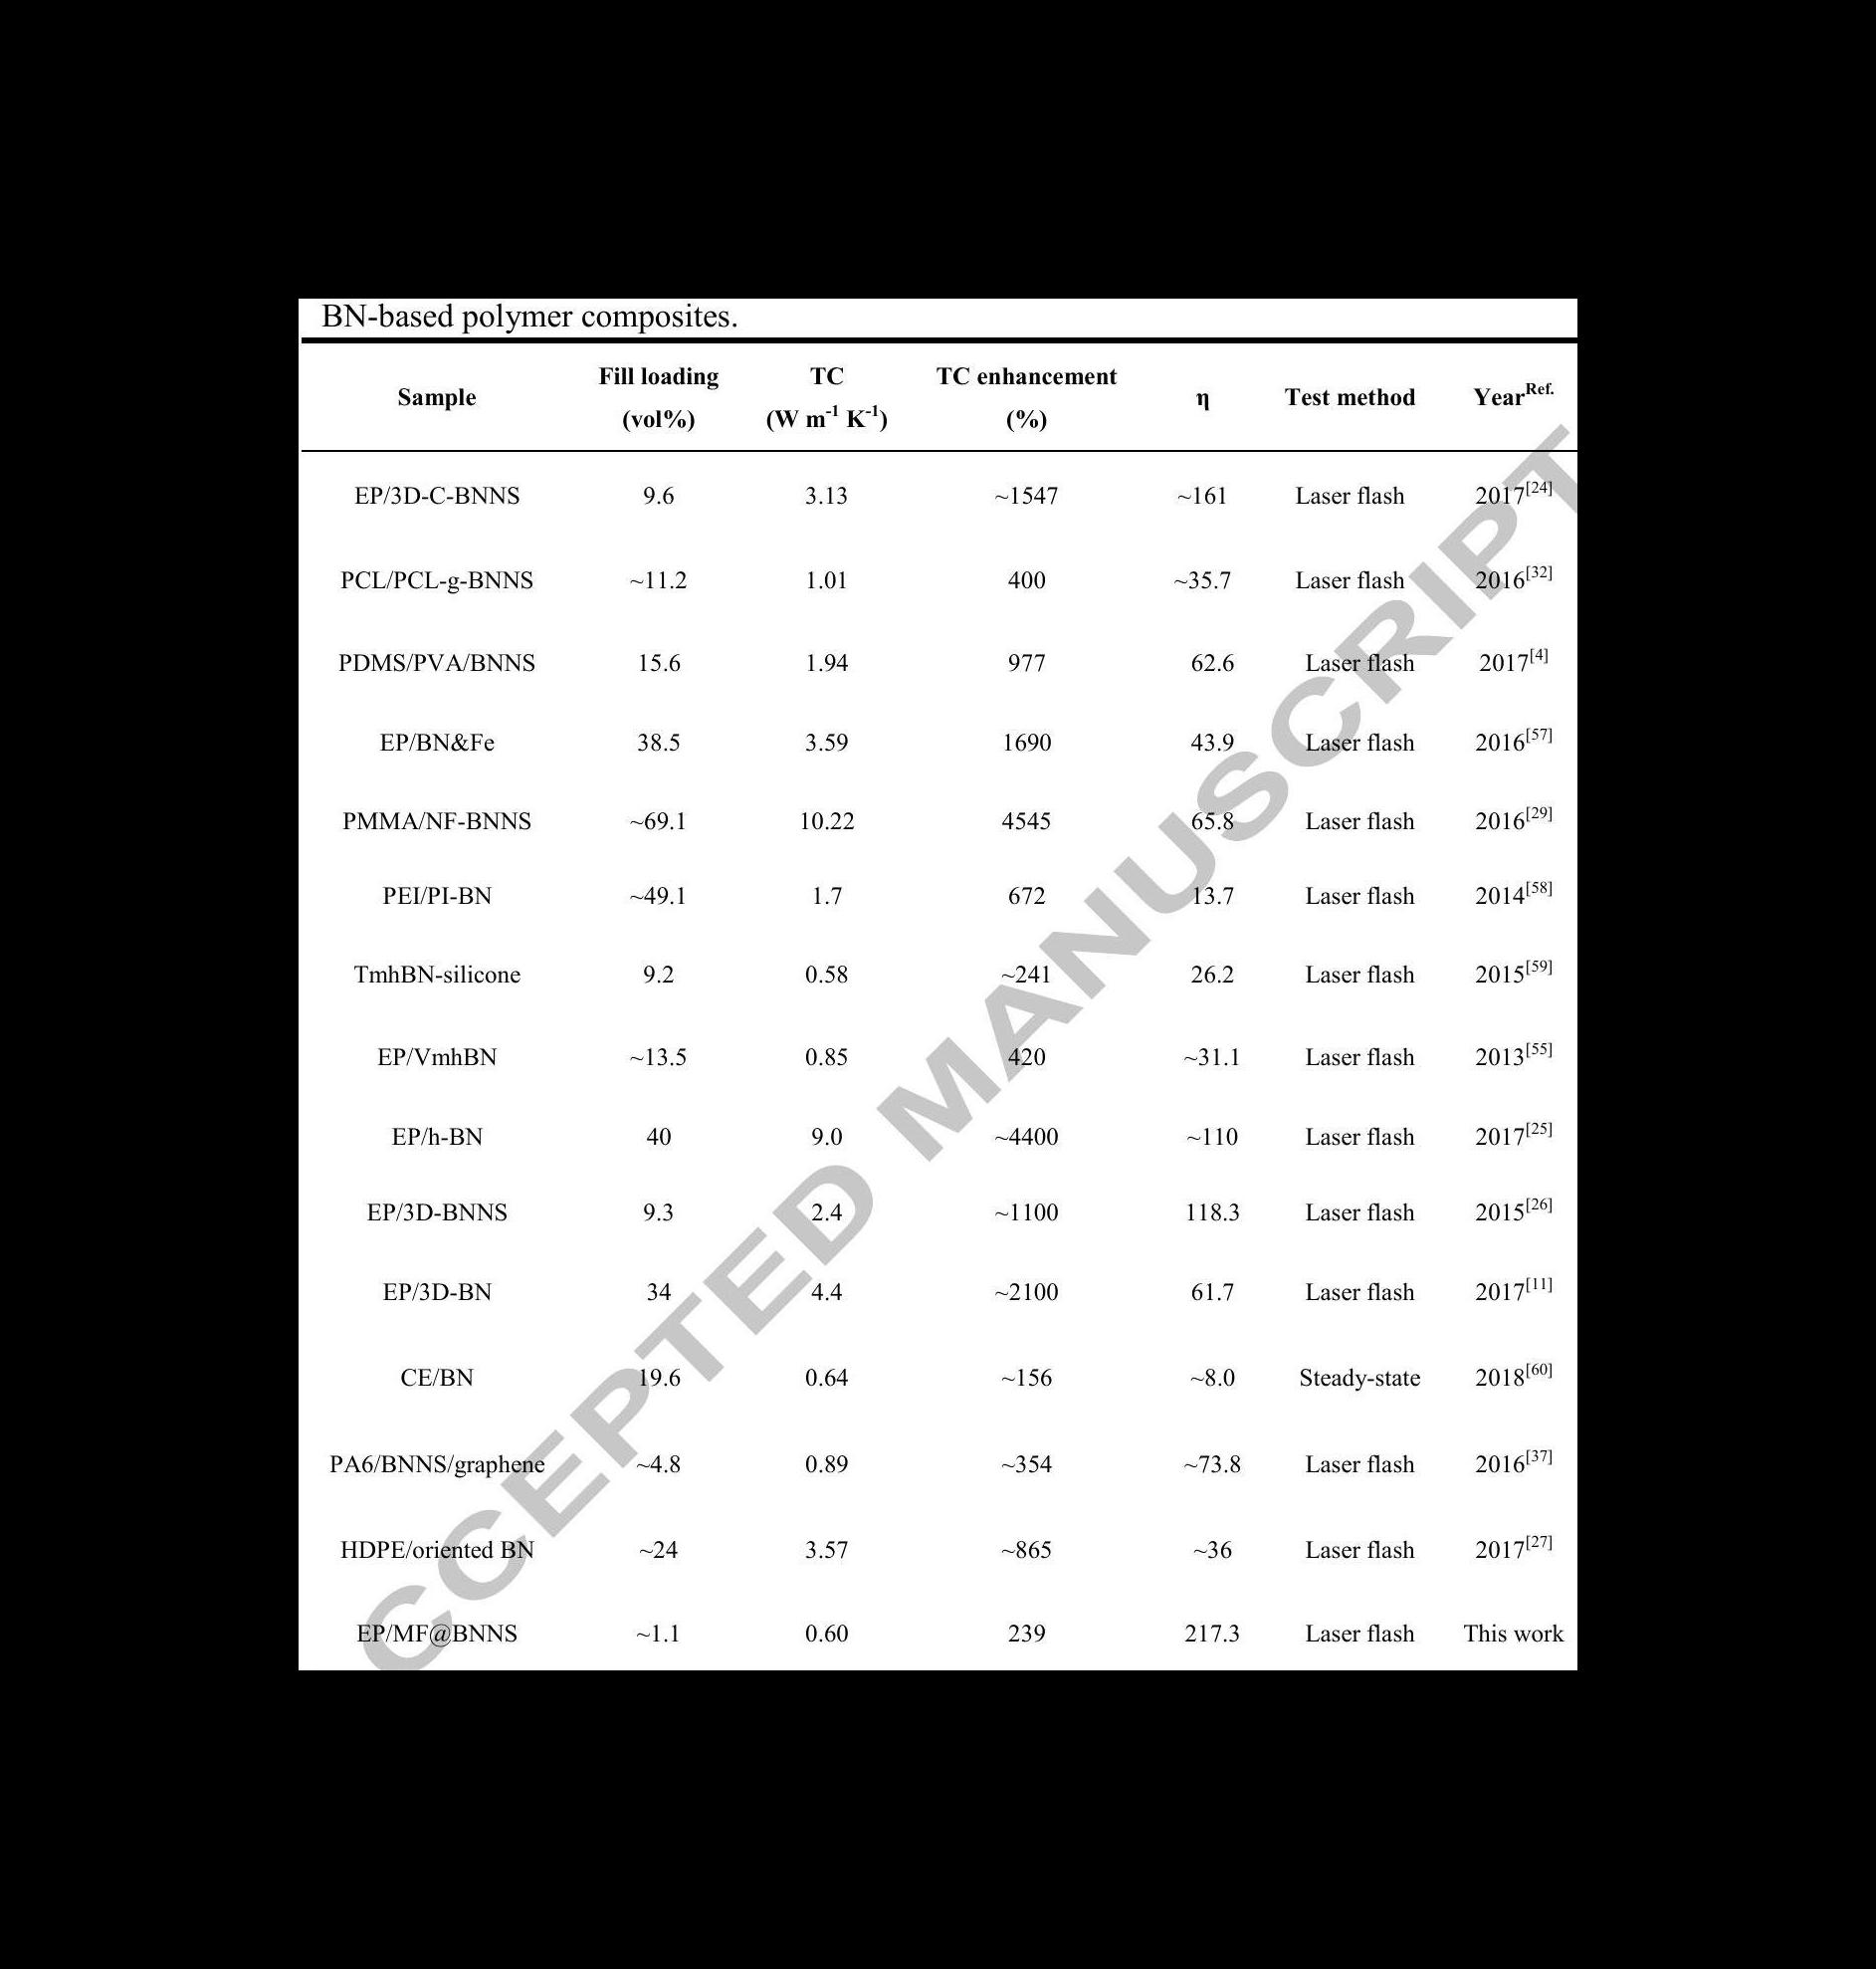 BN-based polymer composites.
Sample Fill loading (vol%) TC (W m-1 K-1) TC enhancement (%) η Test method YearRef.
EP/3D-C-BNNS 9.6 3.13 ~1547 ~161 Laser flash 2017[24]
PCL/PCL-g-BNNS ~11.2 1.01 400 ~35.7 Laser flash 2016[32]
PDMS/PVA/BNNS 15.6 1.94 977 62.6 Laser flash 2017[4]
EP/BN&Fe 38.5 3.59 1690 43.9 Laser flash 2016[57]
PMMA/NF-BNNS ~69.1 10.22 4545 65.8 Laser flash 2016[29]
PEI/PI-BN ~49.1 1.7 672 13.7 Laser flash 2014[58]
TmhBN-silicone 9.2 0.58 ~241 26.2 Laser flash 2015[59]
EP/VmhBN ~13.5 0.85 420 ~31.1 Laser flash 2013[55]
EP/h-BN 40 9.0 ~4400 ~110 Laser flash 2017[25]
EP/3D-BNNS 9.3 2.4 ~1100 118.3 Laser flash 2015[26]
EP/3D-BN 34 4.4 ~2100 61.7 Laser flash 2017[11]
CE/BN 19.6 0.64 ~156 ~8.0 Steady-state 2018[60]
PA6/BNNS/graphene ~4.8 0.89 ~354 ~73.8 Laser flash 2016[37]
HDPE/oriented BN ~24 3.57 ~865 ~36 Laser flash 2017[27]
EP/MF@BNNS ~1.1 0.60 239 217.3 Laser flash This work
CCEPTED MANUSCRIPT